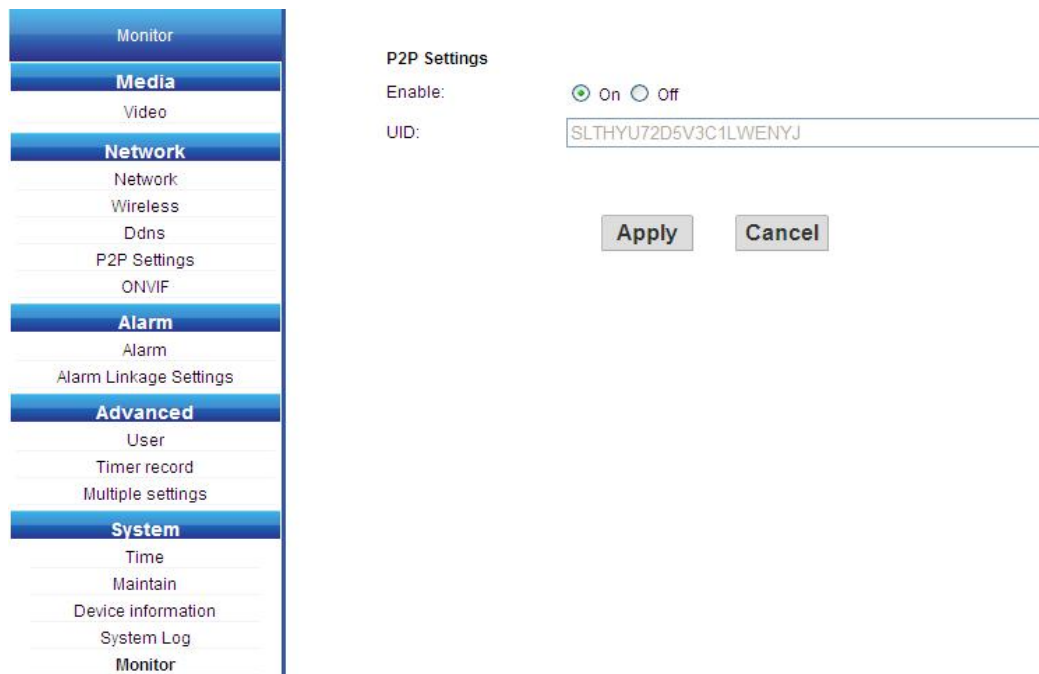 Monitor
Media
Video
Network
Network
Wireless
Ddns
P2P Settings
ONVIF
Alarm
Alarm
Alarm Linkage Settings
Advanced
User
Timer record
Multiple settings
System
Time
Maintain
Device information
System Log
Monitor
P2P Settings
Enable: On Off
UID: SLTHYU72D5V3C1LWENYJ
Apply Cancel